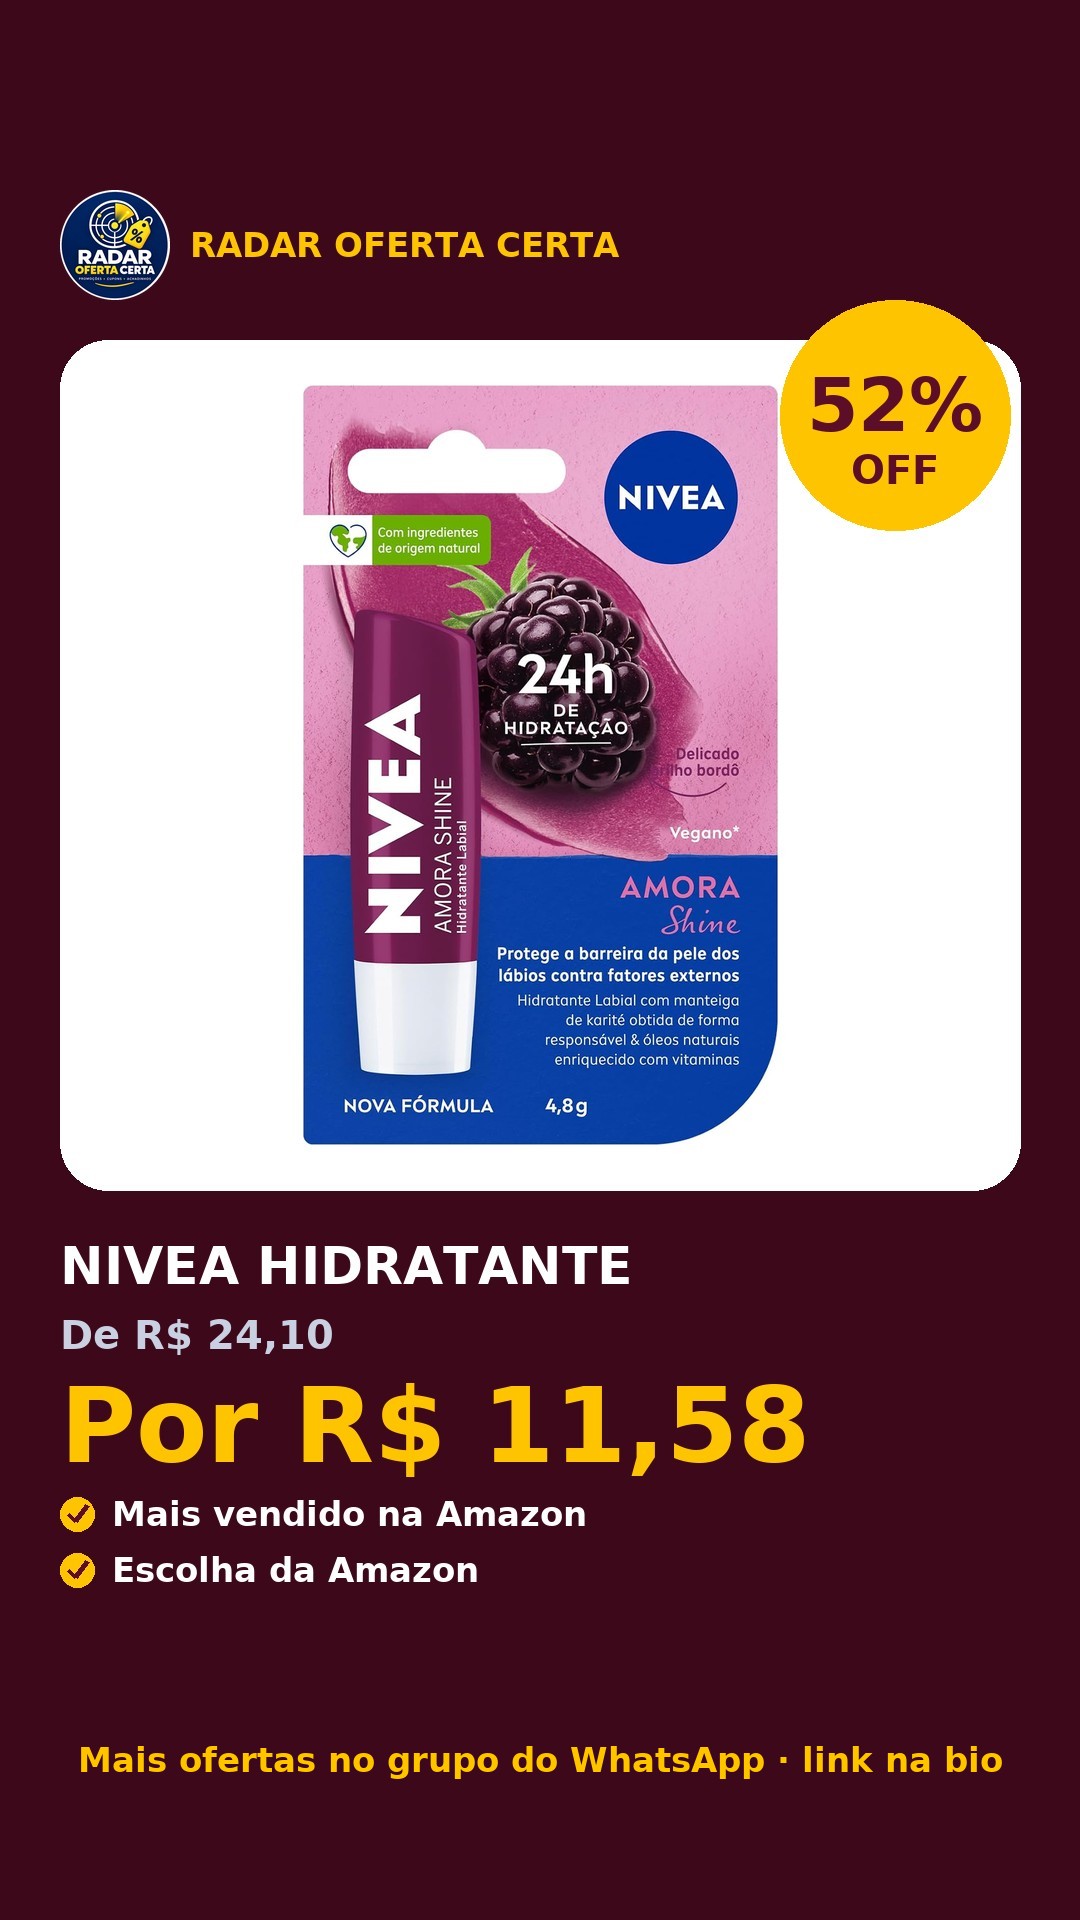 RADAR
OFERTA CERTA
RADAR OFERTA CERTA
52%
OFF
NIVEA
Com ingredientes
de origem natural
24h
DE
HIDRATAÇÃO
Delicado
bordô
Vegano*
NIVEA
AMORA SHINE
Hidratante Labial
AMORA
Shine
Protege a barreira da pele dos
lábios contra fatores externos
Hidratante Labial com manteiga
de karité obtida de forma
responsável & óleos naturais
enriquecido com vitaminas
NOVA FÓRMULA 4,8g
NIVEA HIDRATANTE
De R$ 24,10
Por R$ 11,58
Mais vendido na Amazon
Escolha da Amazon
Mais ofertas no grupo do WhatsApp · link na bio